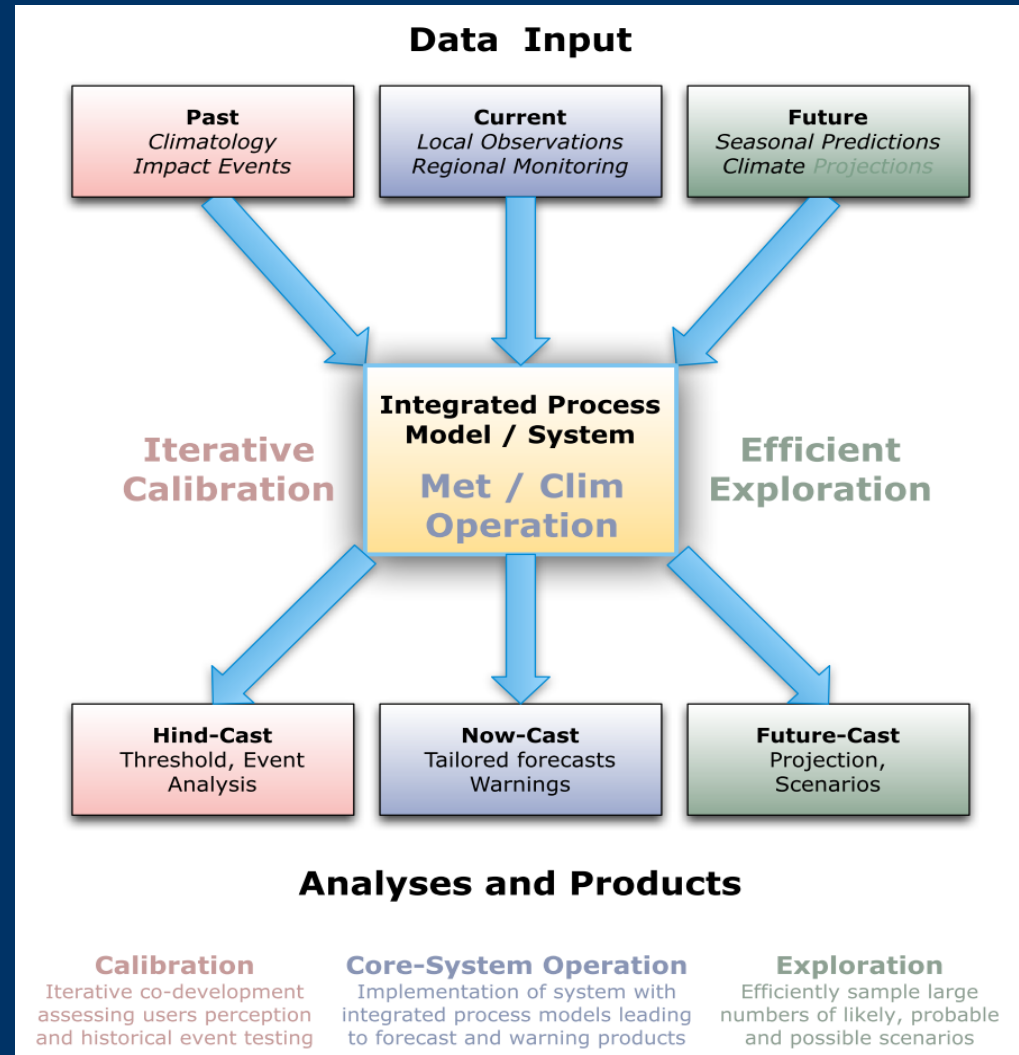 Data Input
Past
Climatology
Impact Events
Current
Local Observations
Regional Monitoring
Future
Seasonal Predictions
Climate Projections
Iterative
Calibration
Integrated Process
Model / System
Met / Clim
Operation
Efficient
Exploration
Hind-Cast
Threshold, Event
Analysis
Now-Cast
Tailored forecasts
Warnings
Future-Cast
Projection,
Scenarios
Analyses and Products
Calibration
Iterative co-development
assessing users perception
and historical event testing
Core-System Operation
Implementation of system with
integrated process models leading
to forecast and warning products
Exploration
Efficiently sample large
numbers of likely, probable
and possible scenarios